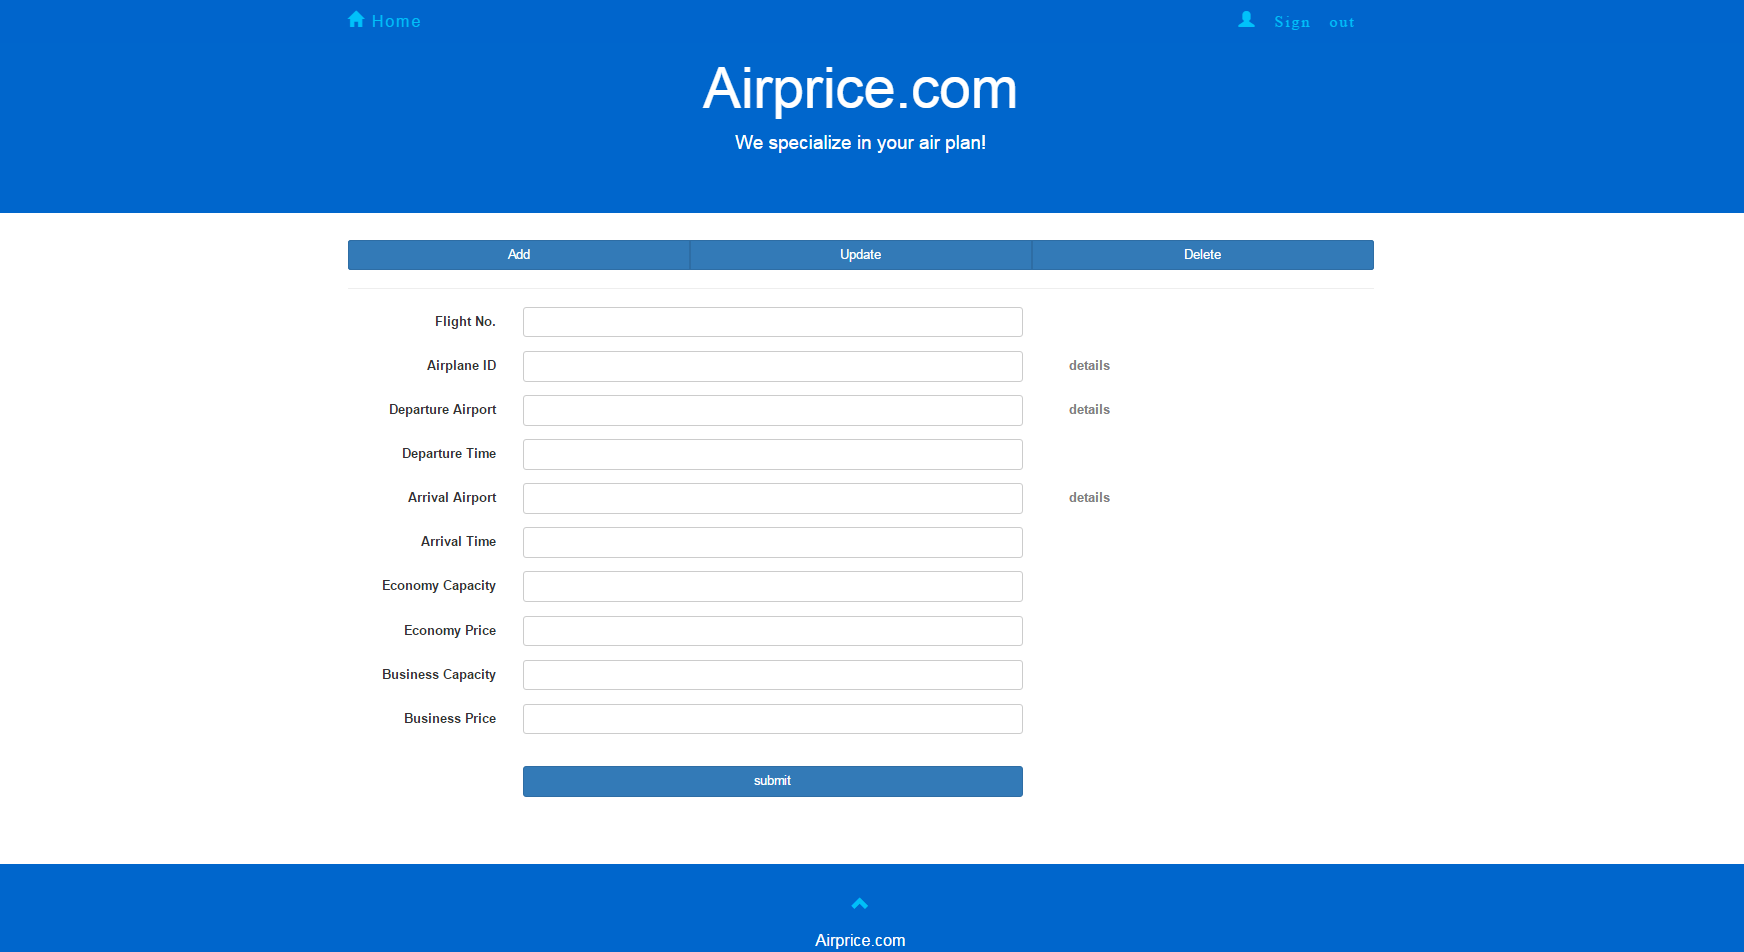 Home Sign out
Airprice.com
We specialize in your air plan!
Add Update Delete
Flight No.
Airplane ID details
Departure Airport details
Departure Time
Arrival Airport details
Arrival Time
Economy Capacity
Economy Price
Business Capacity
Business Price
submit
Airprice.com